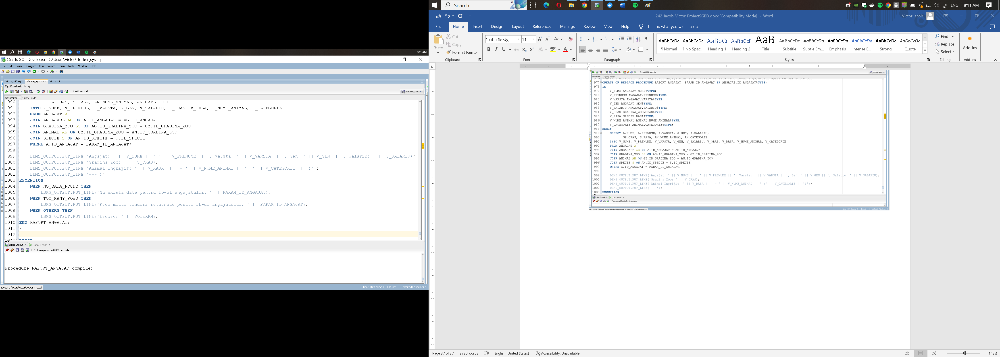 8:11 AM
Oracle SQL Developer : C:\Users\Victor\docker_sys.sql
File Edit View Navigate Run Source Team Tools Window Help
Victor_242.sql docker_sys.sql Victor.sql
SQL Worksheet History
0.057 seconds
docker_sys
Worksheet Query Builder
990 GZ.ORAS, S.RASA, AN.NUME_ANIMAL, AN.CATEGORIE
991 INTO V_NUME, V_PRENUME, V_VARSTA, V_GEN, V_SALARIU, V_ORAS, V_RASA, V_NUME_ANIMAL, V_CATEGORIE
992 FROM ANGAJAT A
993 JOIN ANGAJARE AG ON A.ID_ANGAJAT = AG.ID_ANGAJAT
994 JOIN GRADINA_ZOO GZ ON AG.ID_GRADINA_ZOO = GZ.ID_GRADINA_ZOO
995 JOIN ANIMAL AN ON GZ.ID_GRADINA_ZOO = AN.ID_GRADINA_ZOO
996 JOIN SPECIE S ON AN.ID_SPECIE = S.ID_SPECIE
997 WHERE A.ID_ANGAJAT = PARAM_ID_ANGAJAT;
998
999 DBMS_OUTPUT.PUT_LINE('Angajat: ' || V_NUME || ' ' || V_PRENUME || ', Varsta: ' || V_VARSTA || ', Gen: ' || V_GEN || ', Salariu: ' || V_SALARIU);
1000 DBMS_OUTPUT.PUT_LINE('Gradina Zoo: ' || V_ORAS);
1001 DBMS_OUTPUT.PUT_LINE('Animal Ingrijit: ' || V_RASA || ' - ' || V_NUME_ANIMAL || ' (' || V_CATEGORIE || ')');
1002 DBMS_OUTPUT.PUT_LINE('---');
1003 EXCEPTION
1004 WHEN NO_DATA_FOUND THEN
1005 DBMS_OUTPUT.PUT_LINE('Nu exista date pentru ID-ul angajatului: ' || PARAM_ID_ANGAJAT);
1006 WHEN TOO_MANY_ROWS THEN
1007 DBMS_OUTPUT.PUT_LINE('Prea multe randuri returnate pentru ID-ul angajatului: ' || PARAM_ID_ANGAJAT);
1008 WHEN OTHERS THEN
1009 DBMS_OUTPUT.PUT_LINE('Eroare: ' || SQLERRM);
1010 END RAPORT_ANGAJAT;
1011 /
1012
1013 BEGIN
Script Output x Query Result x
Task completed in 0.057 seconds
Procedure RAPORT_ANGAJAT compiled
Saved: C:\Users\Victor\docker_sys.sql
Line 1012 Column | Insert | Modified | Windows: Cl
Search
ENG 8:11 AM
242_Iacob_Victor_ProiectSGBD.docx [Compatibility Mode] - Word
Victor Iacob
File Home Insert Design Layout References Mailings Review View Help Tell me what you want to do
Paste Cut Copy Format Painter
Calibri (Body) 11
AaBbCcDc AaBbCcDc AaBbCc AaBbCcE AaB AaBbCcDc AaBbCcDa AaBbCcDa AaBbCcDa AaBbCcDc AaBbCcDa
¶ Normal ¶ No Spac... Heading 1 Heading 2 Title Subtitle Subtle Em... Emphasis Intense E... Strong Quote
Find
Replace
Select
Add-ins
Clipboard Font Paragraph Styles Editing Add-ins
1 1 2 3 4 5 6 7
0.13600001 seconds
docker_sys
Worksheet Query Builder
977 CREATE OR REPLACE PROCEDURE RAPORT_ANGAJAT (PARAM_ID_ANGAJAT IN ANGAJAT.ID_ANGAJAT%TYPE)
978 IS
979 V_NUME ANGAJAT.NUME%TYPE;
980 V_PRENUME ANGAJAT.PRENUME%TYPE;
981 V_VARSTA ANGAJAT.VARSTA%TYPE;
982 V_GEN ANGAJAT.GEN%TYPE;
983 V_SALARIU ANGAJAT.SALARIU%TYPE;
984 V_ORAS GRADINA_ZOO.ORAS%TYPE;
985 V_RASA SPECIE.RASA%TYPE;
986 V_NUME_ANIMAL ANIMAL.NUME_ANIMAL%TYPE;
987 V_CATEGORIE ANIMAL.CATEGORIE%TYPE;
988 BEGIN
989 SELECT A.NUME, A.PRENUME, A.VARSTA, A.GEN, A.SALARIU,
990 GZ.ORAS, S.RASA, AN.NUME_ANIMAL, AN.CATEGORIE
991 INTO V_NUME, V_PRENUME, V_VARSTA, V_GEN, V_SALARIU, V_ORAS, V_RASA, V_NUME_ANIMAL, V_CATEGORIE
992 FROM ANGAJAT A
993 JOIN ANGAJARE AG ON A.ID_ANGAJAT = AG.ID_ANGAJAT
994 JOIN GRADINA_ZOO GZ ON AG.ID_GRADINA_ZOO = GZ.ID_GRADINA_ZOO
995 JOIN ANIMAL AN ON GZ.ID_GRADINA_ZOO = AN.ID_GRADINA_ZOO
996 JOIN SPECIE S ON AN.ID_SPECIE = S.ID_SPECIE
997 WHERE A.ID_ANGAJAT = PARAM_ID_ANGAJAT;
998
999 DBMS_OUTPUT.PUT_LINE('Angajat: ' || V_NUME || ' ' || V_PRENUME || ', Varsta: ' || V_VARSTA || ', Gen: ' || V_GEN || ', Salariu: ' || V_SALARIU);
1000 DBMS_OUTPUT.PUT_LINE('Gradina Zoo: ' || V_ORAS);
1001 DBMS_OUTPUT.PUT_LINE('Animal Ingrijit: ' || V_RASA || ' - ' || V_NUME_ANIMAL || ' (' || V_CATEGORIE || ')');
1002 DBMS_OUTPUT.PUT_LINE('---');
1003 EXCEPTION
Script Output x Query Result x
Task completed in 0.136 seconds
Click on an identifier with the Control key down to perform "Go to Declaration"
Page 37 of 37 2720 words English (United States) Accessibility: Unavailable
143%